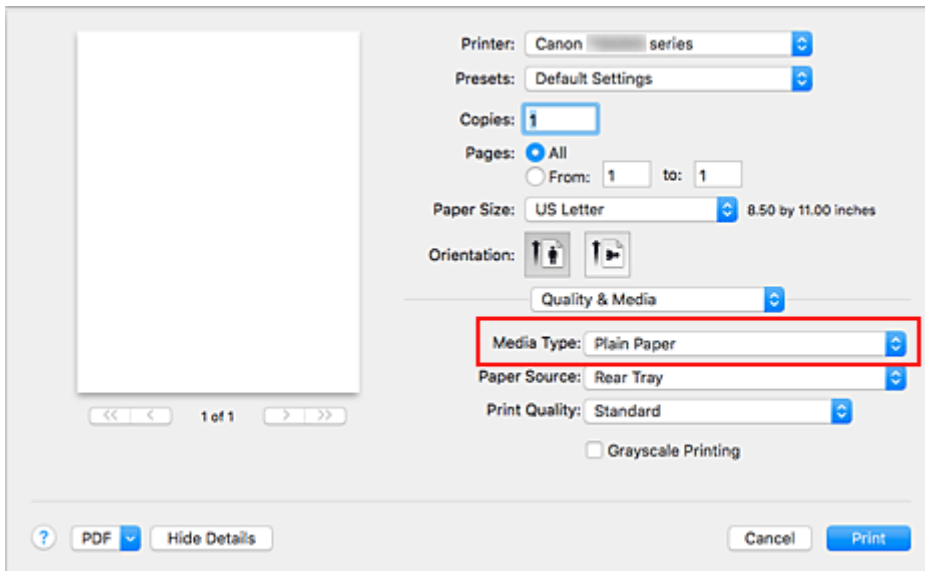 Printer: Canon series
Presets: Default Settings
Copies: 1
Pages: All
From: 1 to: 1
Paper Size: US Letter 8.50 by 11.00 inches
Orientation:
Quality & Media
Media Type: Plain Paper
Paper Source: Rear Tray
Print Quality: Standard
Grayscale Printing
<< < 1 of 1 > >>
? PDF Hide Details Cancel Print